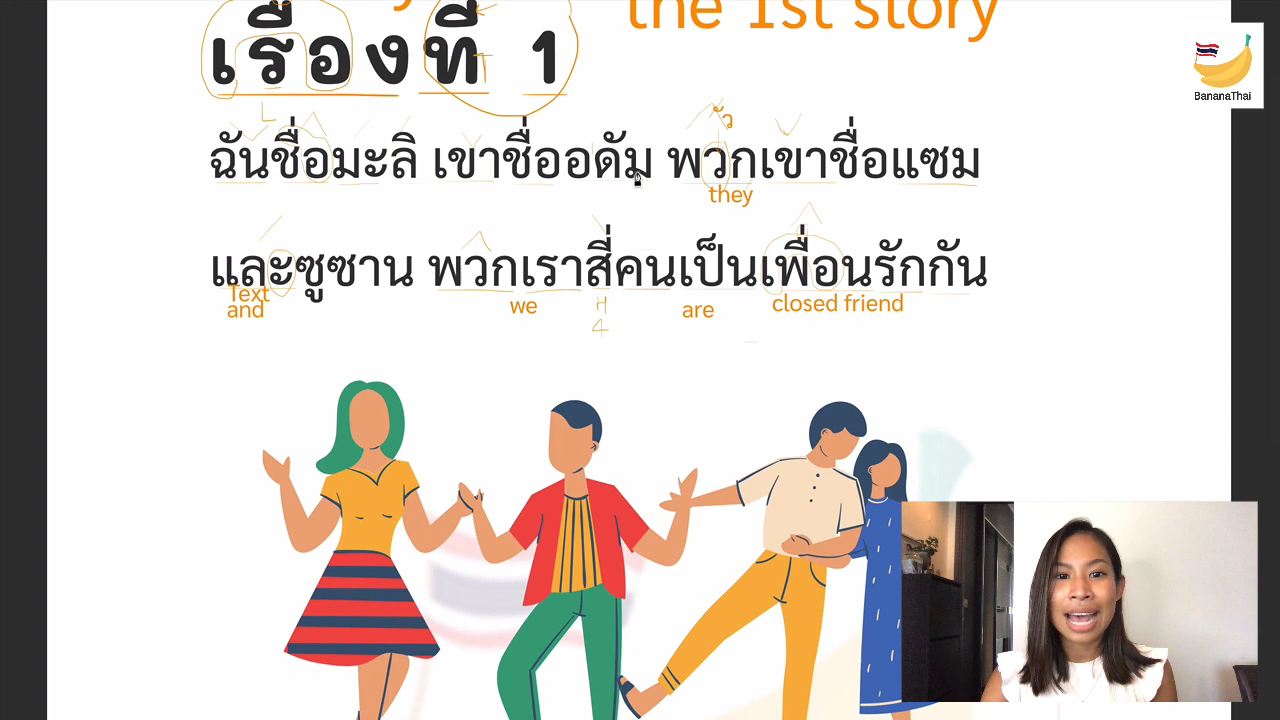 the 1st story
เรื่องที่ 1
BananaThai
ฉันชื่อมะลิ เขาชื่ออดัม พวกเขาชื่อแซม
they
และซูซาน พวกเราสี่คนเป็นเพื่อนรักกัน
Text
and
we
are
closed friend
L
ัว
H
4